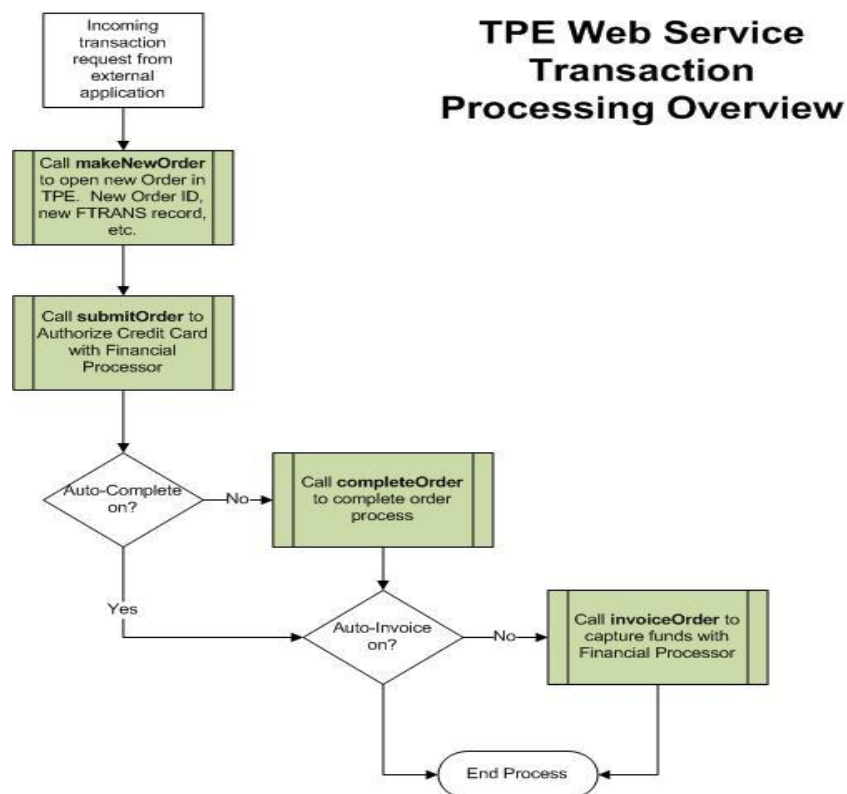 TPE Web Service
Transaction
Processing Overview
Incoming
transaction
request from
external
application
Call makeNewOrder
to open new Order in
TPE. New Order ID,
new FTRANS record,
etc.
Call submitOrder to
Authorize Credit Card
with Financial
Processor
Auto-Complete
on?
No
Call completeOrder
to complete order
process
Yes
Auto-Invoice
on?
No
Call invoiceOrder to
capture funds with
Financial Processor
End Process